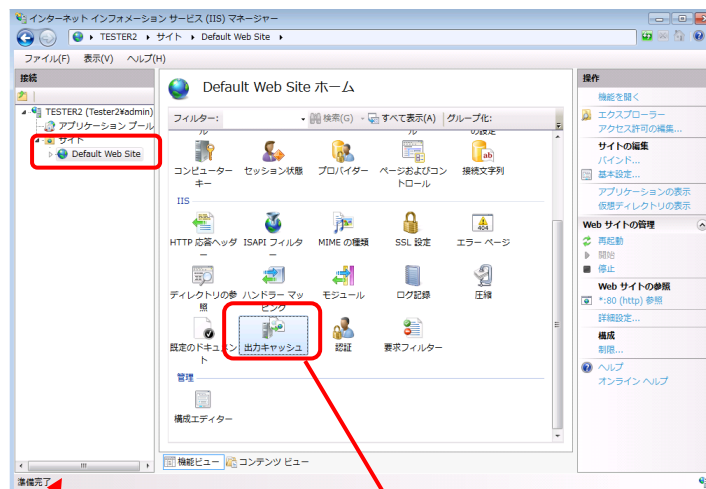 インターネット インフォメーション サービス (IIS) マネージャー
TESTER2 サイト Default Web Site
ファイル(F) 表示(V) ヘルプ(H)
接続
TESTER2 (Tester2¥admin)
アプリケーション プール
サイト
Default Web Site
Default Web Site ホーム
フィルター: 検索(G) すべて表示(A) グループ化:
ル ル の設定
コンピューター キー
セッション状態
プロバイダー
ページおよびコントロール
接続文字列
IIS
HTTP 応答ヘッダー
ISAPI フィルター
MIME の種類
SSL 設定
エラー ページ
ディレクトリの参照
ハンドラー マッピング
モジュール
ログ記録
圧縮
既定のドキュメント
出力キャッシュ
認証
要求フィルター
管理
構成エディター
機能ビュー コンテンツ ビュー
準備完了
操作
機能を開く
エクスプローラー
アクセス許可の編集...
サイトの編集
バインド...
基本設定...
アプリケーションの表示
仮想ディレクトリの表示
Web サイトの管理
再起動
開始
停止
Web サイトの参照
*:80 (http) 参照
詳細設定...
構成
制限...
ヘルプ
オンライン ヘルプ